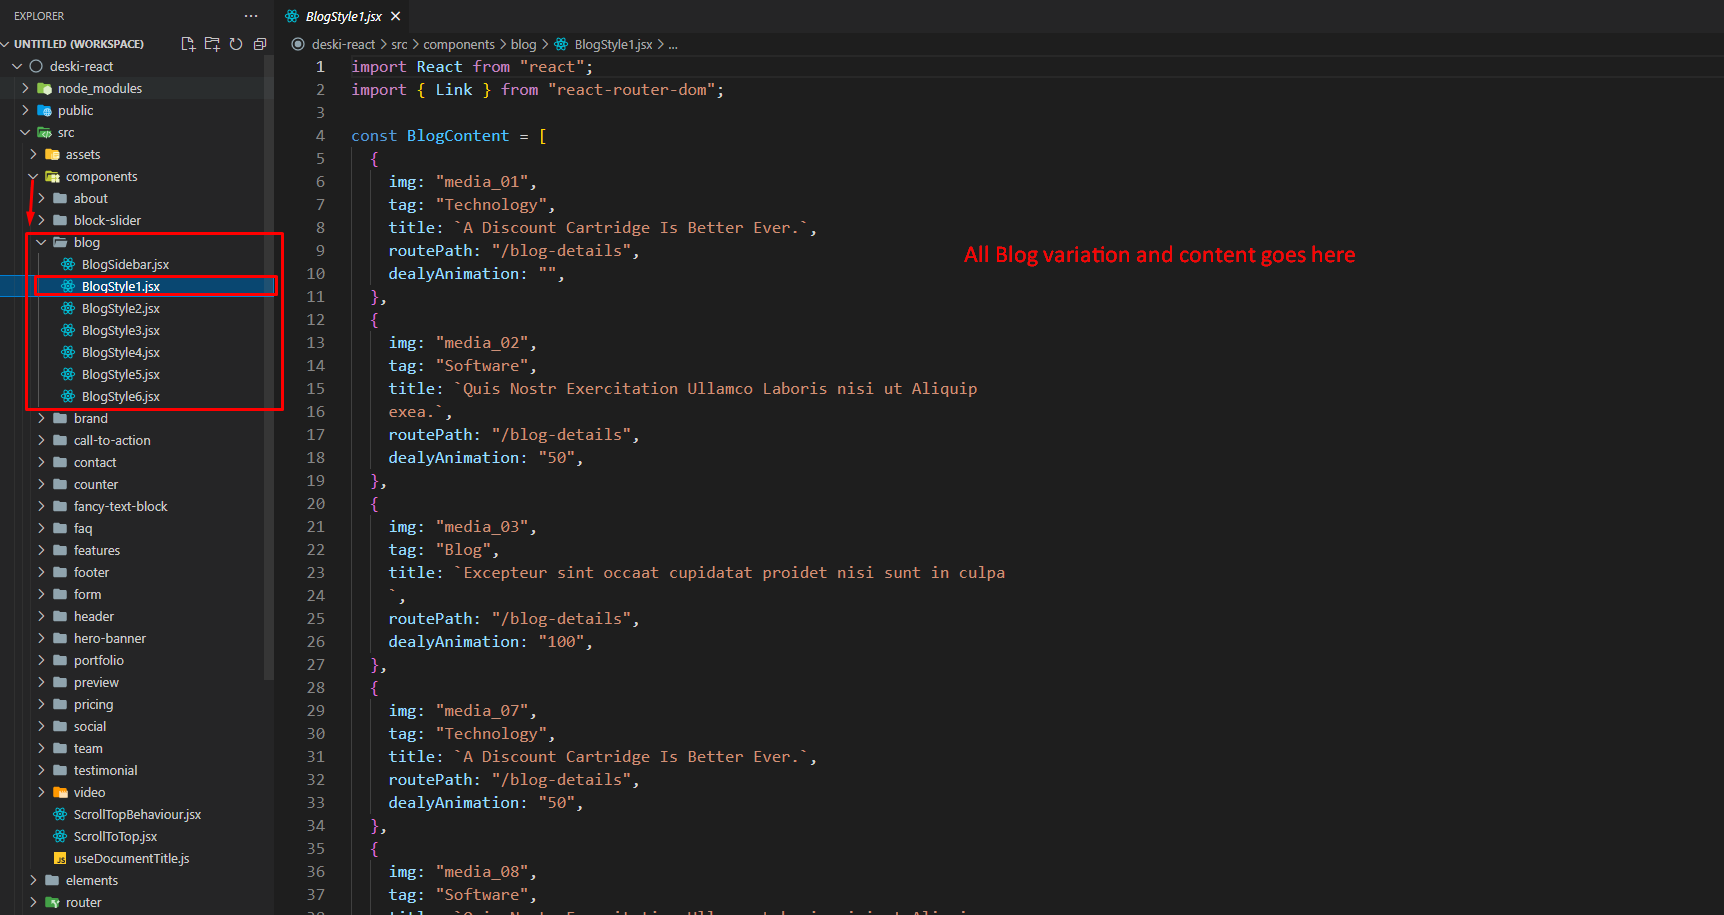 EXPLORER
UNTITLED (WORKSPACE)
deski-react
node_modules
public
src
assets
components
about
block-slider
blog
BlogSidebar.jsx
BlogStyle1.jsx
BlogStyle2.jsx
BlogStyle3.jsx
BlogStyle4.jsx
BlogStyle5.jsx
BlogStyle6.jsx
brand
call-to-action
contact
counter
fancy-text-block
faq
features
footer
form
header
hero-banner
portfolio
preview
pricing
social
team
testimonial
video
ScrollTopBehaviour.jsx
ScrollToTop.jsx
JS useDocumentTitle.js
elements
router
BlogStyle1.jsx
deski-react > src > components > blog > BlogStyle1.jsx > ...
1 import React from "react";
2 import { Link } from "react-router-dom";
3
4 const BlogContent = [
5 {
6 img: "media_01",
7 tag: "Technology",
8 title: `A Discount Cartridge Is Better Ever.`,
9 routePath: "/blog-details",
10 dealyAnimation: "",
11 },
12 {
13 img: "media_02",
14 tag: "Software",
15 title: `Quis Nostr Exercitation Ullamco Laboris nisi ut Aliquip
16 exea.`,
17 routePath: "/blog-details",
18 dealyAnimation: "50",
19 },
20 {
21 img: "media_03",
22 tag: "Blog",
23 title: `Excepteur sint occaat cupidatat proidet nisi sunt in culpa
24 `,
25 routePath: "/blog-details",
26 dealyAnimation: "100",
27 },
28 {
29 img: "media_07",
30 tag: "Technology",
31 title: `A Discount Cartridge Is Better Ever.`,
32 routePath: "/blog-details",
33 dealyAnimation: "50",
34 },
35 {
36 img: "media_08",
37 tag: "Software",
All Blog variation and content goes here